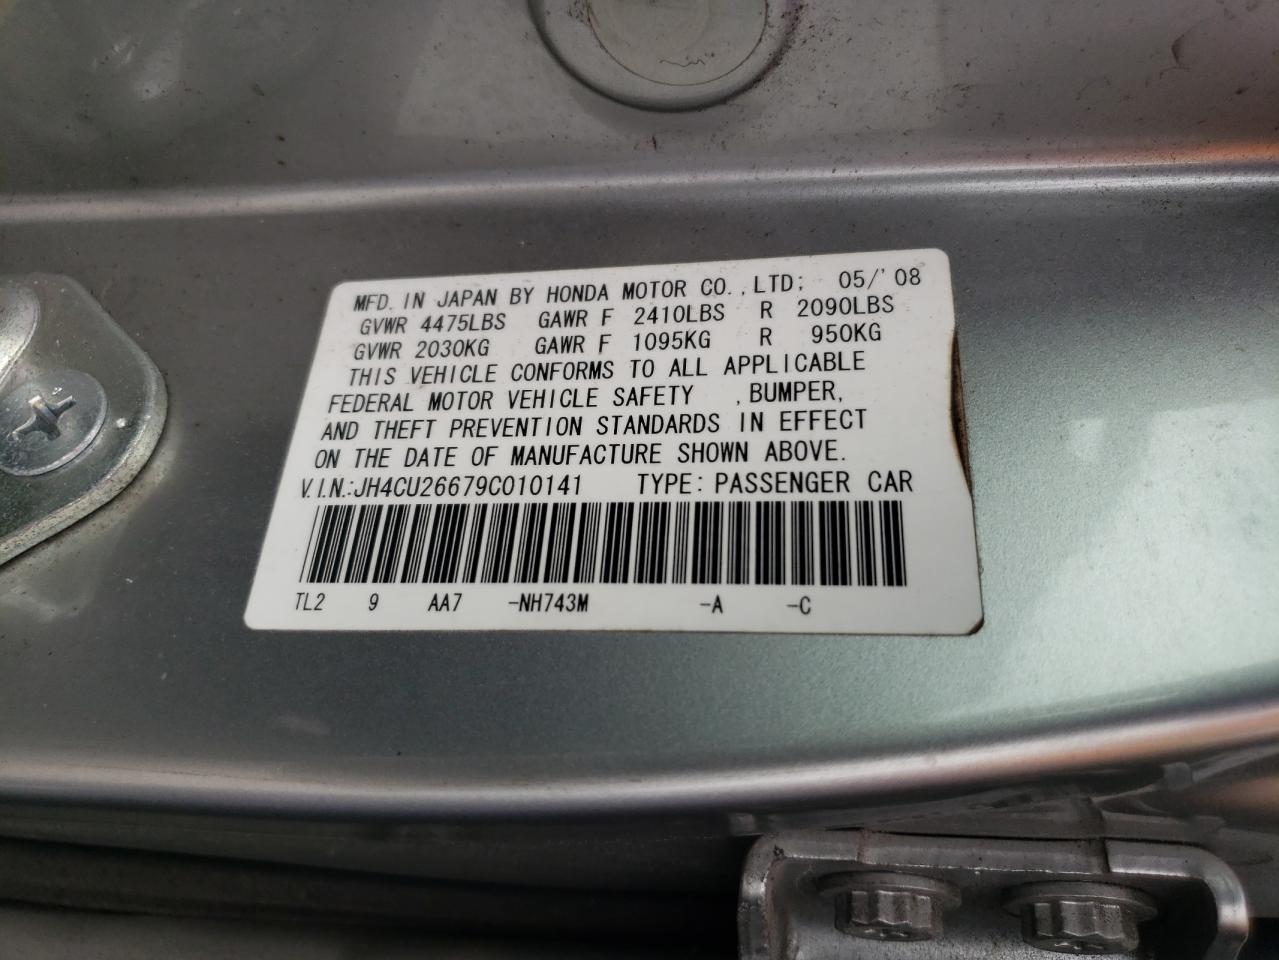 MFD. IN JAPAN BY HONDA MOTOR CO.,LTD; 05/'08
GVWR 4475LBS GAWR F 2410LBS R 2090LBS
GVWR 2030KG GAWR F 1095KG R 950KG
THIS VEHICLE CONFORMS TO ALL APPLICABLE
FEDERAL MOTOR VEHICLE SAFETY ,BUMPER,
AND THEFT PREVENTION STANDARDS IN EFFECT
ON THE DATE OF MANUFACTURE SHOWN ABOVE.
V.I.N.:JH4CU26679C010141 TYPE: PASSENGER CAR
TL2 9 AA7 -NH743M -A -C